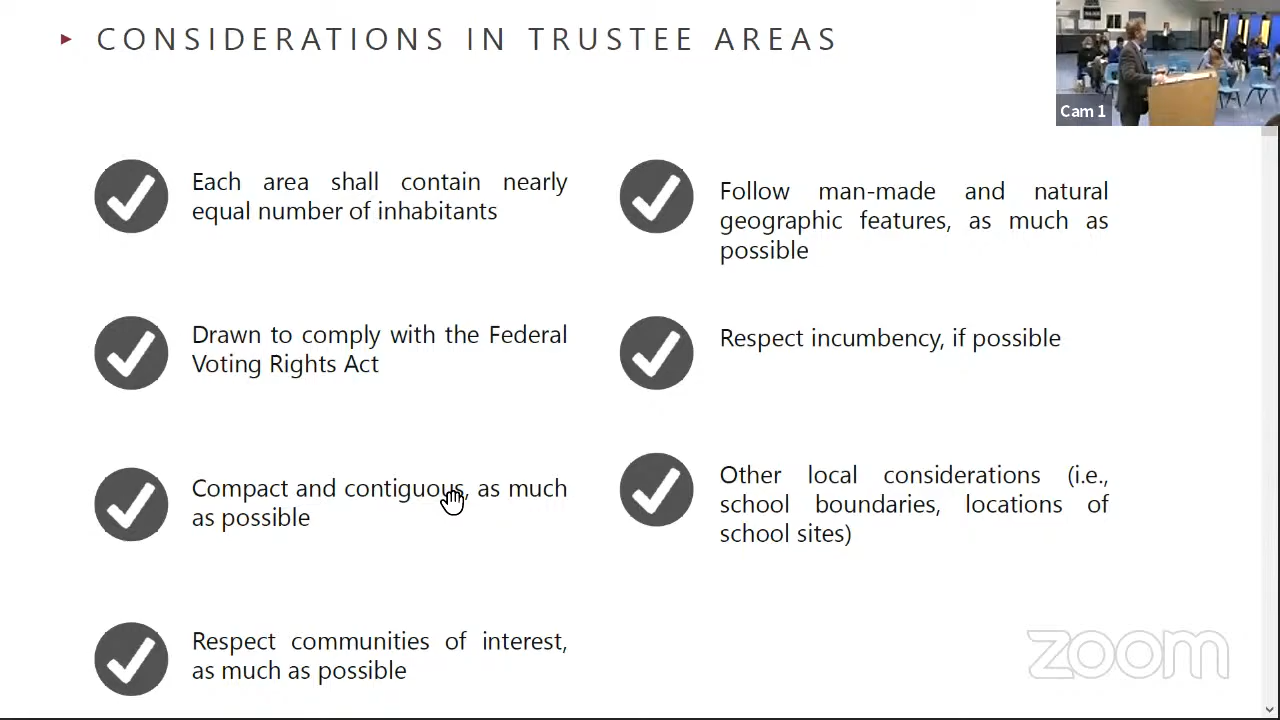 CONSIDERATIONS IN TRUSTEE AREAS
Cam 1
Each area shall contain nearly
equal number of inhabitants
Drawn to comply with the Federal
Voting Rights Act
Compact and contiguous, as much
as possible
Respect communities of interest,
as much as possible
Follow man-made and natural
geographic features, as much as
possible
Respect incumbency, if possible
Other local considerations (i.e.,
school boundaries, locations of
school sites)
zoom